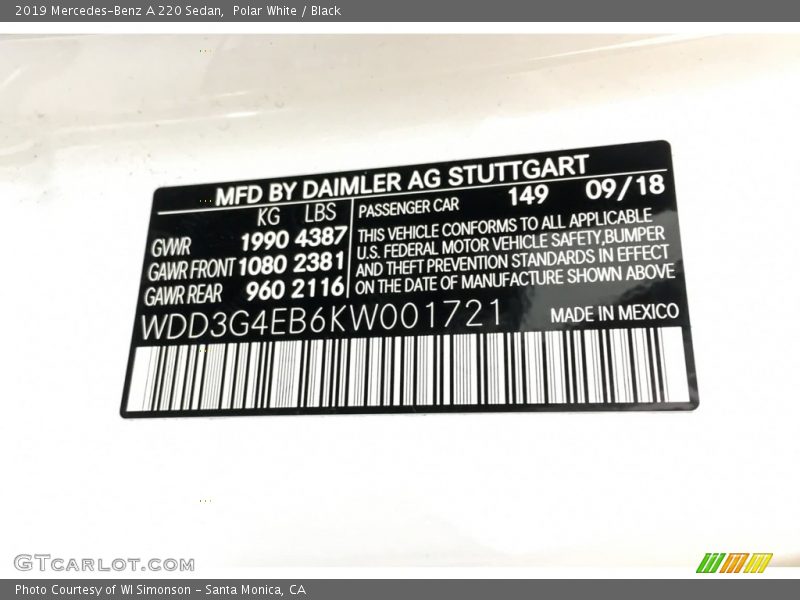 2019 Mercedes-Benz A 220 Sedan, Polar White / Black
MFD BY DAIMLER AG STUTTGART
KG LBS
GVWR 1990 4387
GAWR FRONT 1080 2381
GAWR REAR 960 2116
PASSENGER CAR 149 09/18
THIS VEHICLE CONFORMS TO ALL APPLICABLE
U.S. FEDERAL MOTOR VEHICLE SAFETY,BUMPER
AND THEFT PREVENTION STANDARDS IN EFFECT
ON THE DATE OF MANUFACTURE SHOWN ABOVE
WDD3G4EB6KW001721 MADE IN MEXICO
GTCARLOT.COM
Photo Courtesy of WI Simonson - Santa Monica, CA